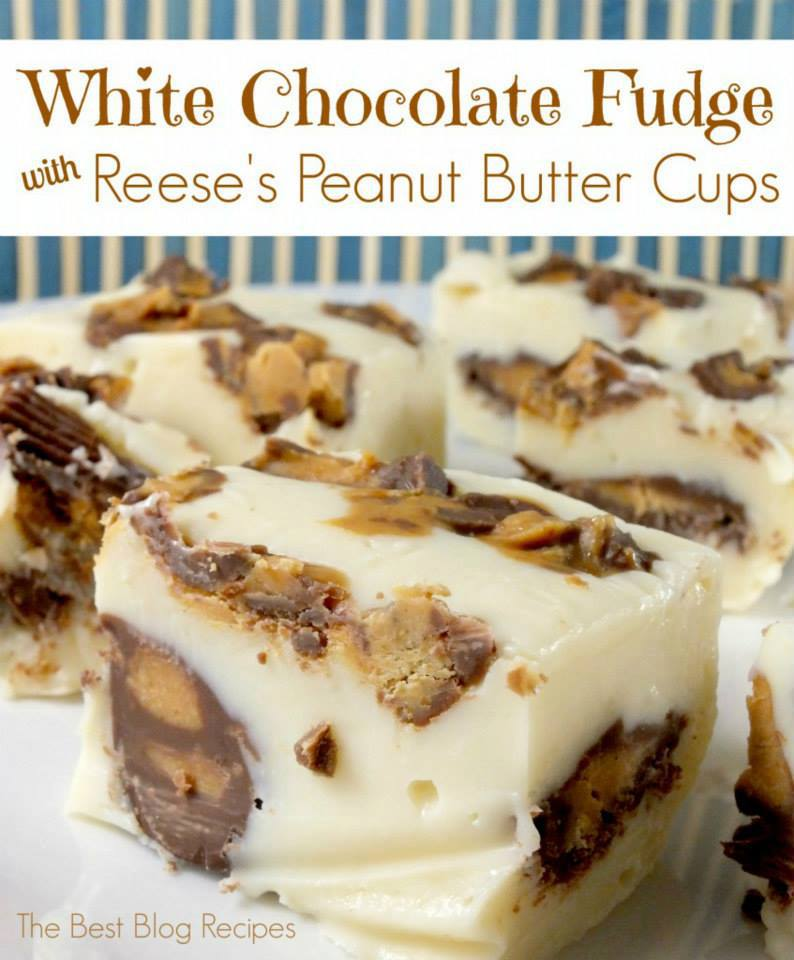 White Chocolate Fudge
with Reese's Peanut Butter Cups
The Best Blog Recipes